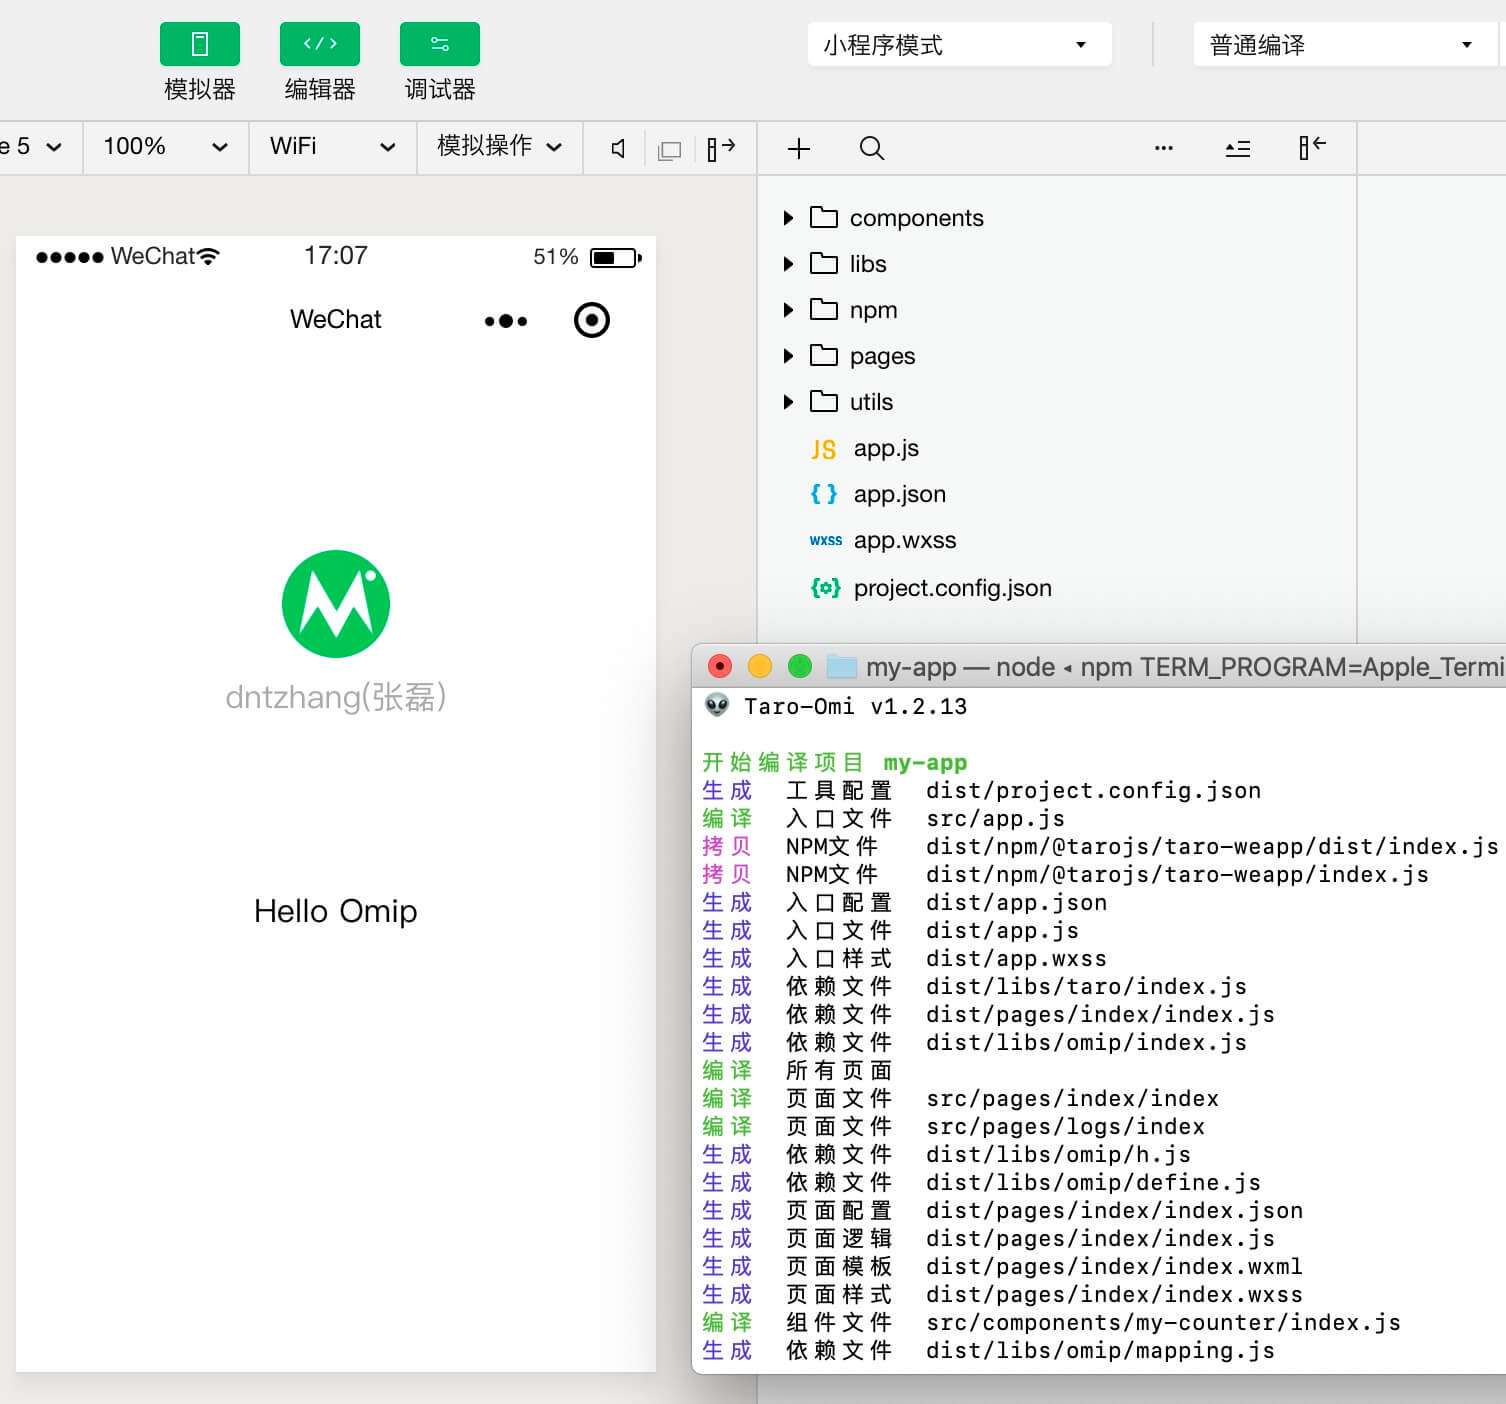 模拟器 编辑器 调试器 小程序模式 普通编译
e 5 100% WiFi 模拟操作
WeChat 17:07 51%
WeChat
dntzhang(张磊)
Hello Omip
components
libs
npm
pages
utils
JS app.js
{ } app.json
wxss app.wxss
project.config.json
my-app — node ◂ npm TERM_PROGRAM=Apple_Termi
Taro-Omi v1.2.13
开始编译项目 my-app
生成 工具配置 dist/project.config.json
编译 入口文件 src/app.js
拷贝 NPM文件 dist/npm/@tarojs/taro-weapp/dist/index.js
拷贝 NPM文件 dist/npm/@tarojs/taro-weapp/index.js
生成 入口配置 dist/app.json
生成 入口文件 dist/app.js
生成 入口样式 dist/app.wxss
生成 依赖文件 dist/libs/taro/index.js
生成 依赖文件 dist/pages/index/index.js
生成 依赖文件 dist/libs/omip/index.js
编译 所有页面
编译 页面文件 src/pages/index/index
编译 页面文件 src/pages/logs/index
生成 依赖文件 dist/libs/omip/h.js
生成 依赖文件 dist/libs/omip/define.js
生成 页面配置 dist/pages/index/index.json
生成 页面逻辑 dist/pages/index/index.js
生成 页面模板 dist/pages/index/index.wxml
生成 页面样式 dist/pages/index/index.wxss
编译 组件文件 src/components/my-counter/index.js
生成 依赖文件 dist/libs/omip/mapping.js